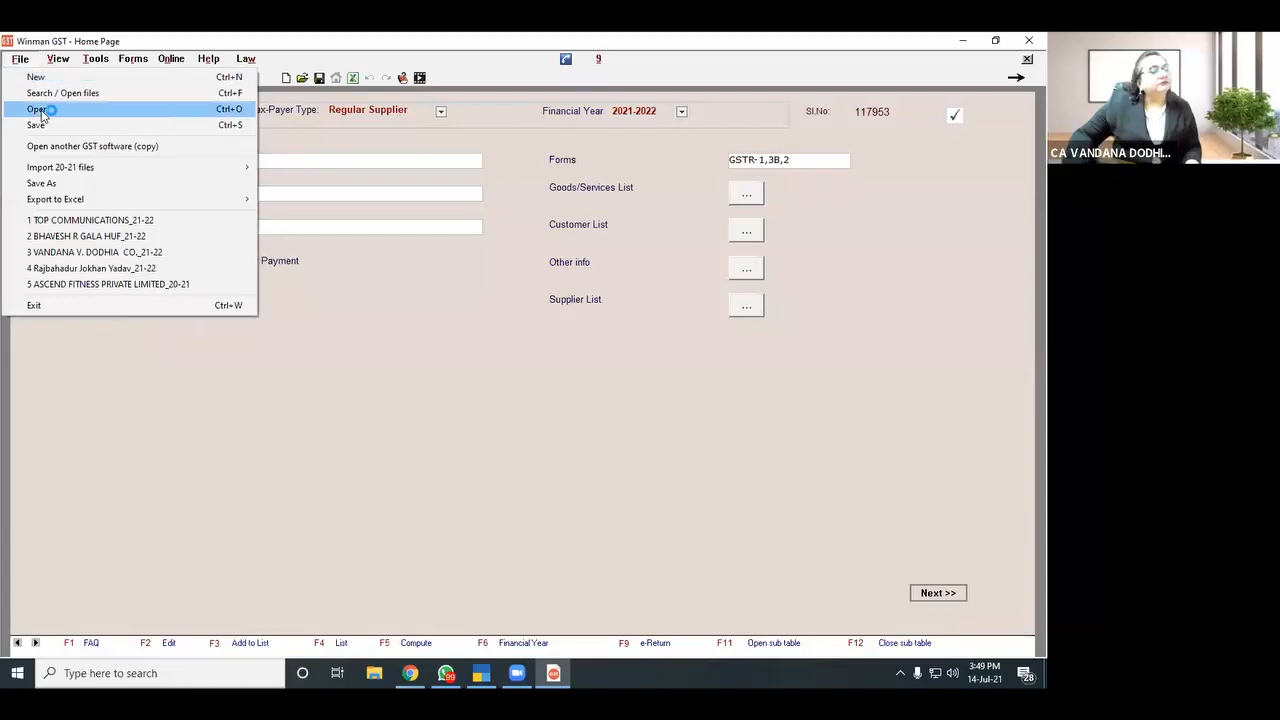 Winman GST - Home Page
File View Tools Forms Online Help Law
9
New Ctrl+N
Search / Open files Ctrl+F
Open Ctrl+O
Save Ctrl+S
Open another GST software (copy)
Import 20-21 files
Save As
Export to Excel
1 TOP COMMUNICATIONS_21-22
2 BHAVESH R GALA HUF_21-22
3 VANDANA V. DODHIA CO._21-22
4 Rajbahadur Jokhan Yadav_21-22
5 ASCEND FITNESS PRIVATE LIMITED_20-21
Exit Ctrl+W
ax-Payer Type: Regular Supplier Financial Year 2021-2022 Sl.No: 117953
Forms GSTR-1,3B,2
Goods/Services List ...
Customer List ...
Payment
Other info ...
Supplier List ...
Next >>
F1 FAQ F2 Edit F3 Add to List F4 List F5 Compute F6 Financial Year F9 e-Return F11 Open sub table F12 Close sub table
Type here to search
99
3:49 PM
14-Jul-21
28
CA VANDANA DODHI...